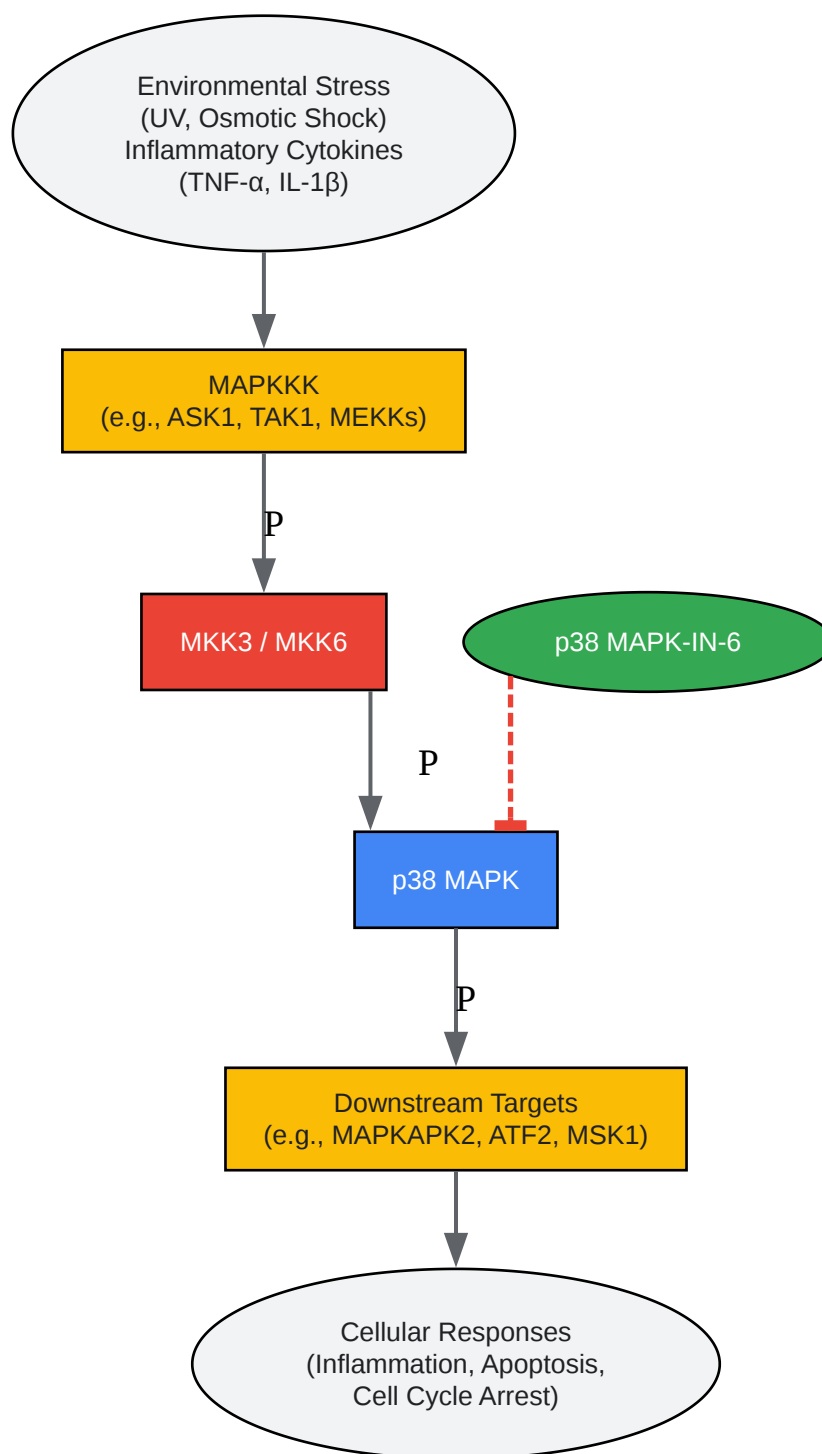 Environmental Stress
(UV, Osmotic Shock)
Inflammatory Cytokines
(TNF-α, IL-1β)
MAPKKK
(e.g., ASK1, TAK1, MEKKs)
P
MKK3 / MKK6
p38 MAPK-IN-6
P
p38 MAPK
P
Downstream Targets
(e.g., MAPKAPK2, ATF2, MSK1)
Cellular Responses
(Inflammation, Apoptosis,
Cell Cycle Arrest)